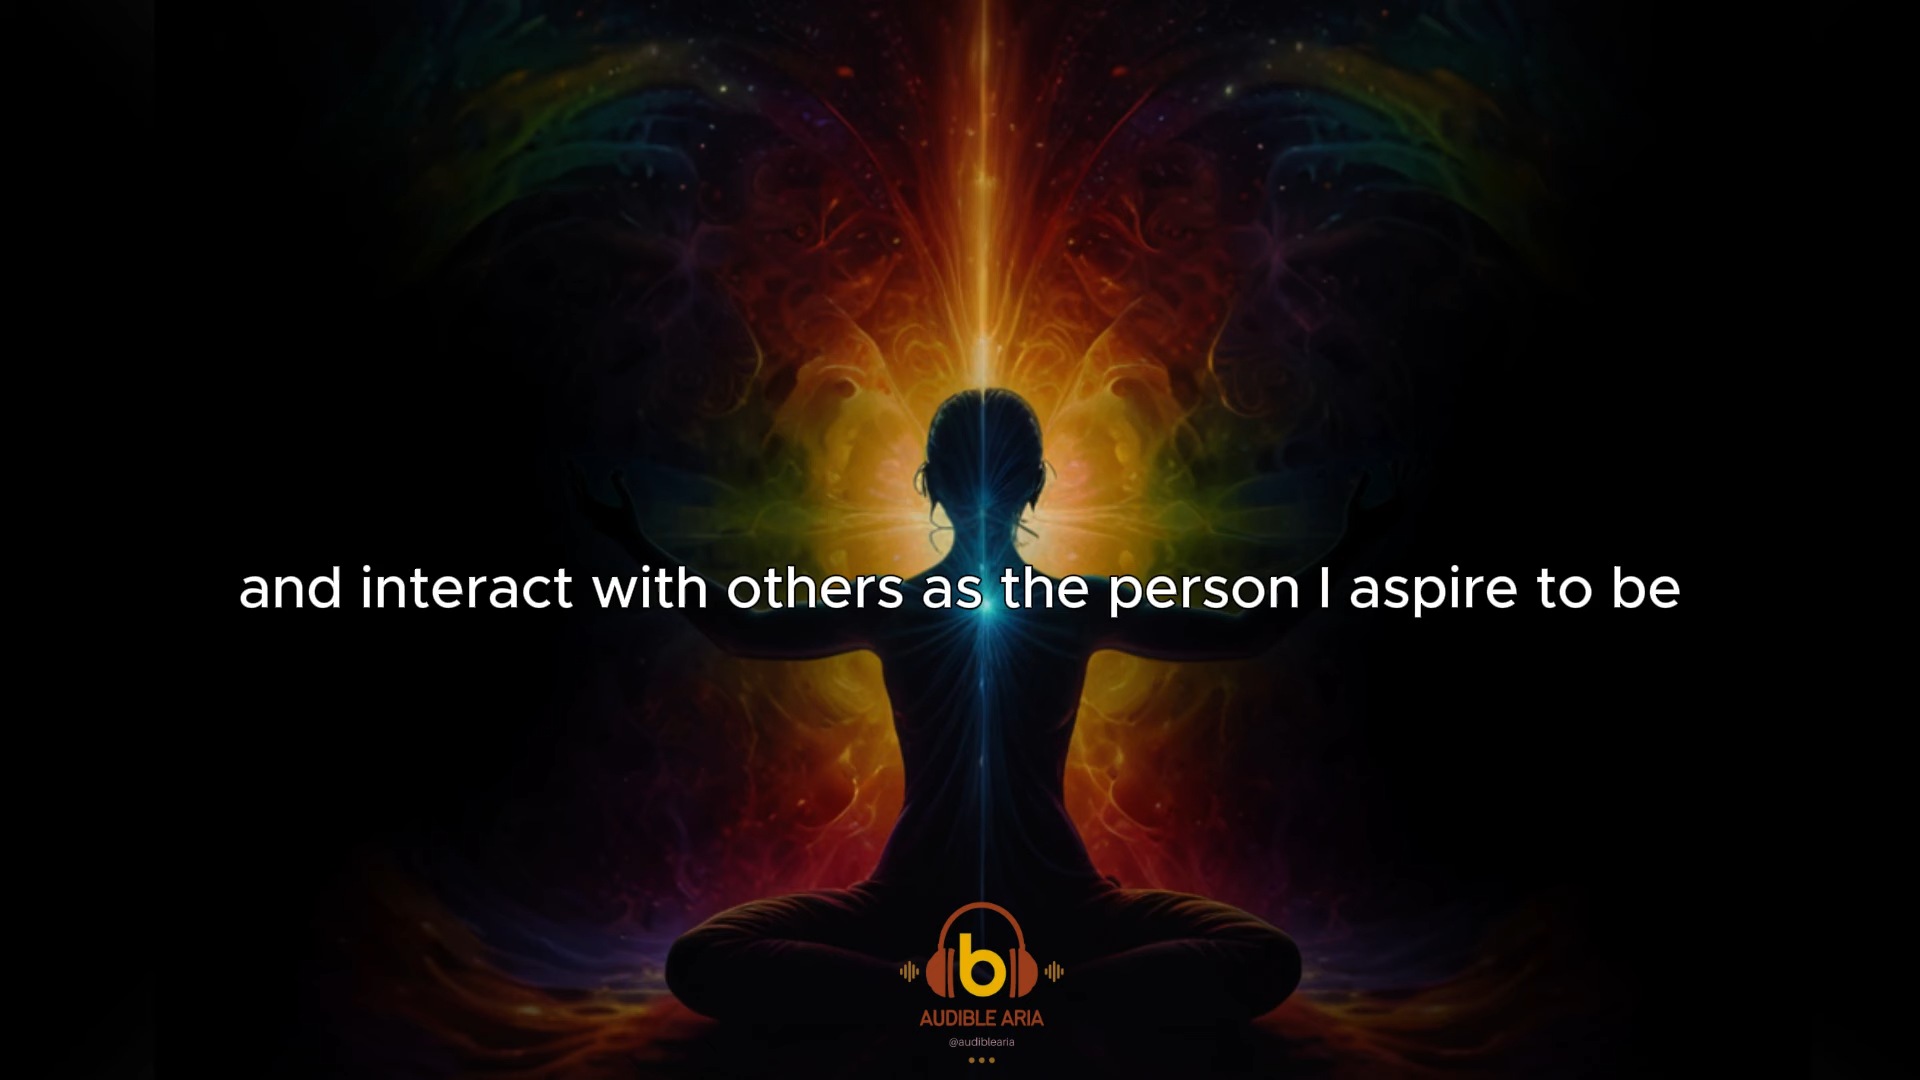 and interact with others as the person I aspire to be
b
AUDIBLE ARIA
@audiblearia